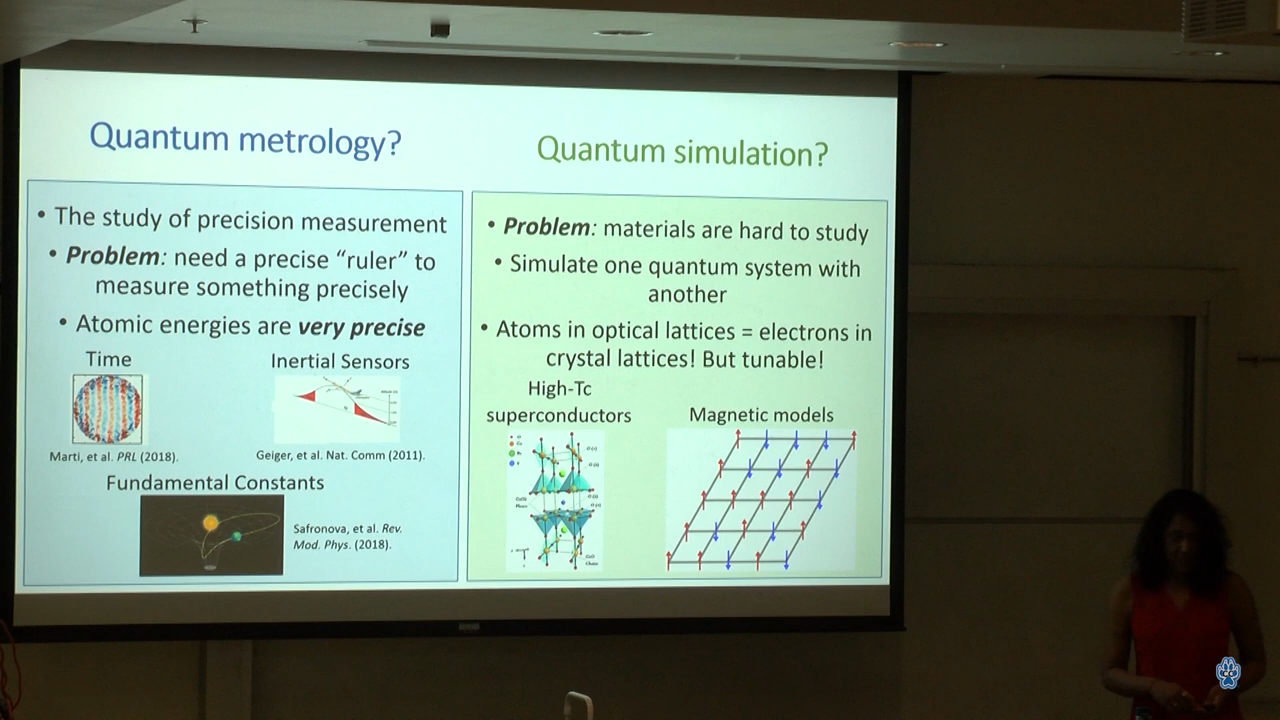 Quantum metrology?
• The study of precision measurement
• Problem: need a precise “ruler” to
measure something precisely
• Atomic energies are very precise
Time
Inertial Sensors
Marti, et al. PRL (2018).
Geiger, et al. Nat. Comm (2011).
Fundamental Constants
Safronova, et al. Rev.
Mod. Phys. (2018).
Quantum simulation?
• Problem: materials are hard to study
• Simulate one quantum system with
another
• Atoms in optical lattices = electrons in
crystal lattices! But tunable!
High-Tc
superconductors
Magnetic models